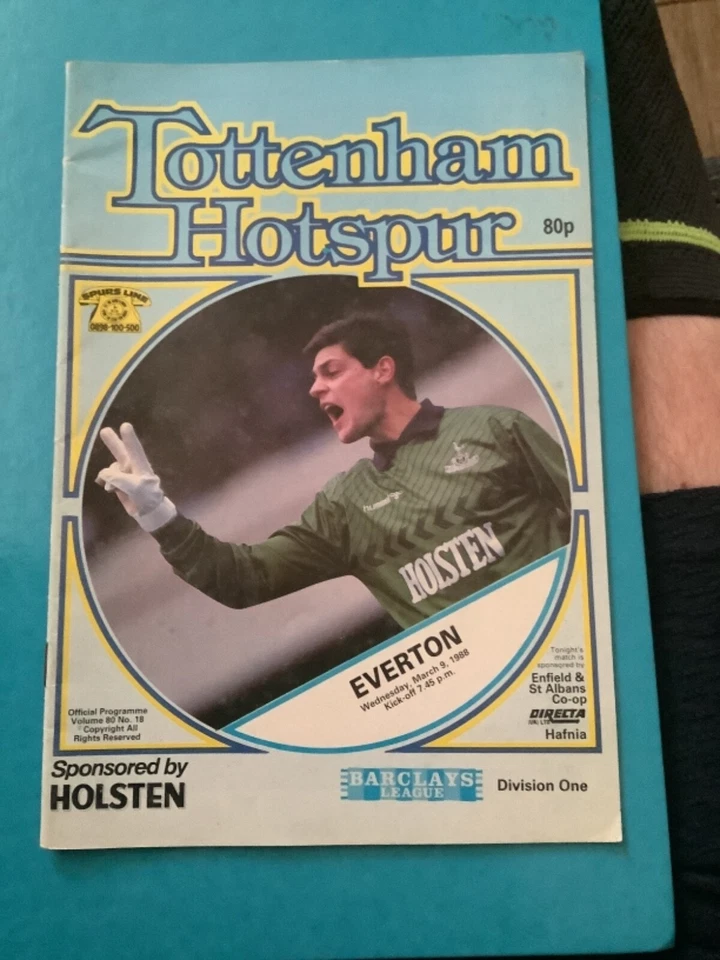 Tottenham
Hotspur
80p
SPURS LINE
0898·100·500
hummel
HOLSTEN
EVERTON
Wednesday, March 9, 1988
Kick-off 7.45 p.m.
Tonight's
match is
sponsored by
Enfield &
St Albans
Co-op
DIRECTA
(UK) LTD
Hafnia
Official Programme
Volume 80 No. 18
Copyright All
Rights Reserved
Sponsored by
HOLSTEN
BARCLAYS
LEAGUE
Division One